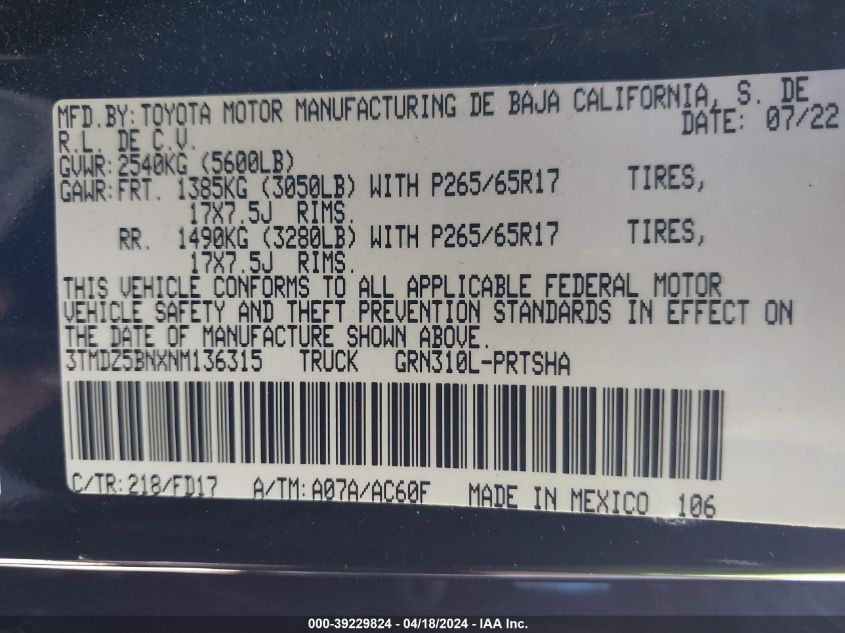 MFD.BY: TOYOTA MOTOR MANUFACTURING DE BAJA CALIFORNIA, S. DE
R.L. DE C.V. DATE: 07/22
GVWR: 2540KG (5600LB)
GAWR: FRT. 1385KG (3050LB) WITH P265/65R17 TIRES,
17X7.5J RIMS.
RR. 1490KG (3280LB) WITH P265/65R17 TIRES,
17X7.5J RIMS.
THIS VEHICLE CONFORMS TO ALL APPLICABLE FEDERAL MOTOR
VEHICLE SAFETY AND THEFT PREVENTION STANDARDS IN EFFECT ON
THE DATE OF MANUFACTURE SHOWN ABOVE.
3TMDZ5BNXNM136315 TRUCK GRN310L-PRTSHA
C/TR: 218/FD17 A/TM: A07A/AC60F MADE IN MEXICO 106
000-39229824 - 04/18/2024 - IAA Inc.